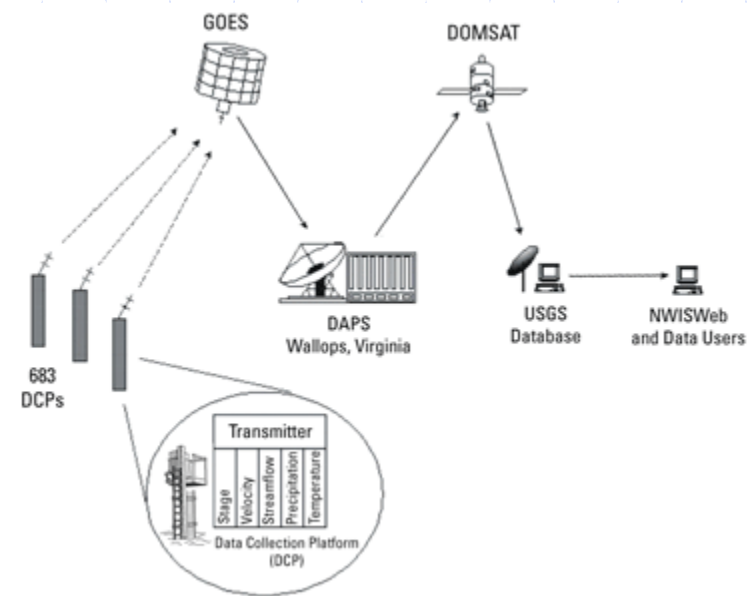 GOES
DOMSAT
DAPS
Wallops, Virginia
USGS
Database
NWISWeb
and Data Users
683
DCPs
Transmitter
Stage
Velocity
Streamflow
Precipitation
Temperature
Data Collection Platform
(DCP)